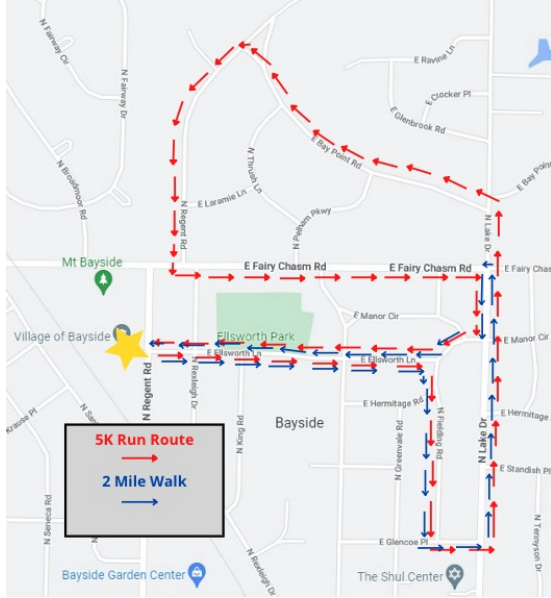 N Fairway Cir
N Fairway Dr
E Ravine Ln
E Crocker Pl
E Glenbrook Rd
E Bay Point Rd
N Thrush Ln
N Broadmoor Rd
E Bay Point
E Laramie Ln
N Pelham Pkwy
N Regent Rd
N Lake Dr
Mt Bayside
E Fairy Chasm Rd
E Fairy Chasm Rd
E Fairy Chas
Village of Bayside
Ellsworth Park
E Manor Cir
E Manor Cir
E Ellsworth Ln
E Ellsworth Ln
N Regent Rd
N Rexleigh Dr
E Hermitage Rd
E Hermitage
Krause Pl
N King Rd
Bayside
N Greenvale Rd
N Fielding Rd
N Lake Dr
5K Run Route
2 Mile Walk
E Standish Pl
N Seneca Rd
E Glencoe Pl
N Tennyson Dr
N Rexleigh Dr
Bayside Garden Center
The Shul Center